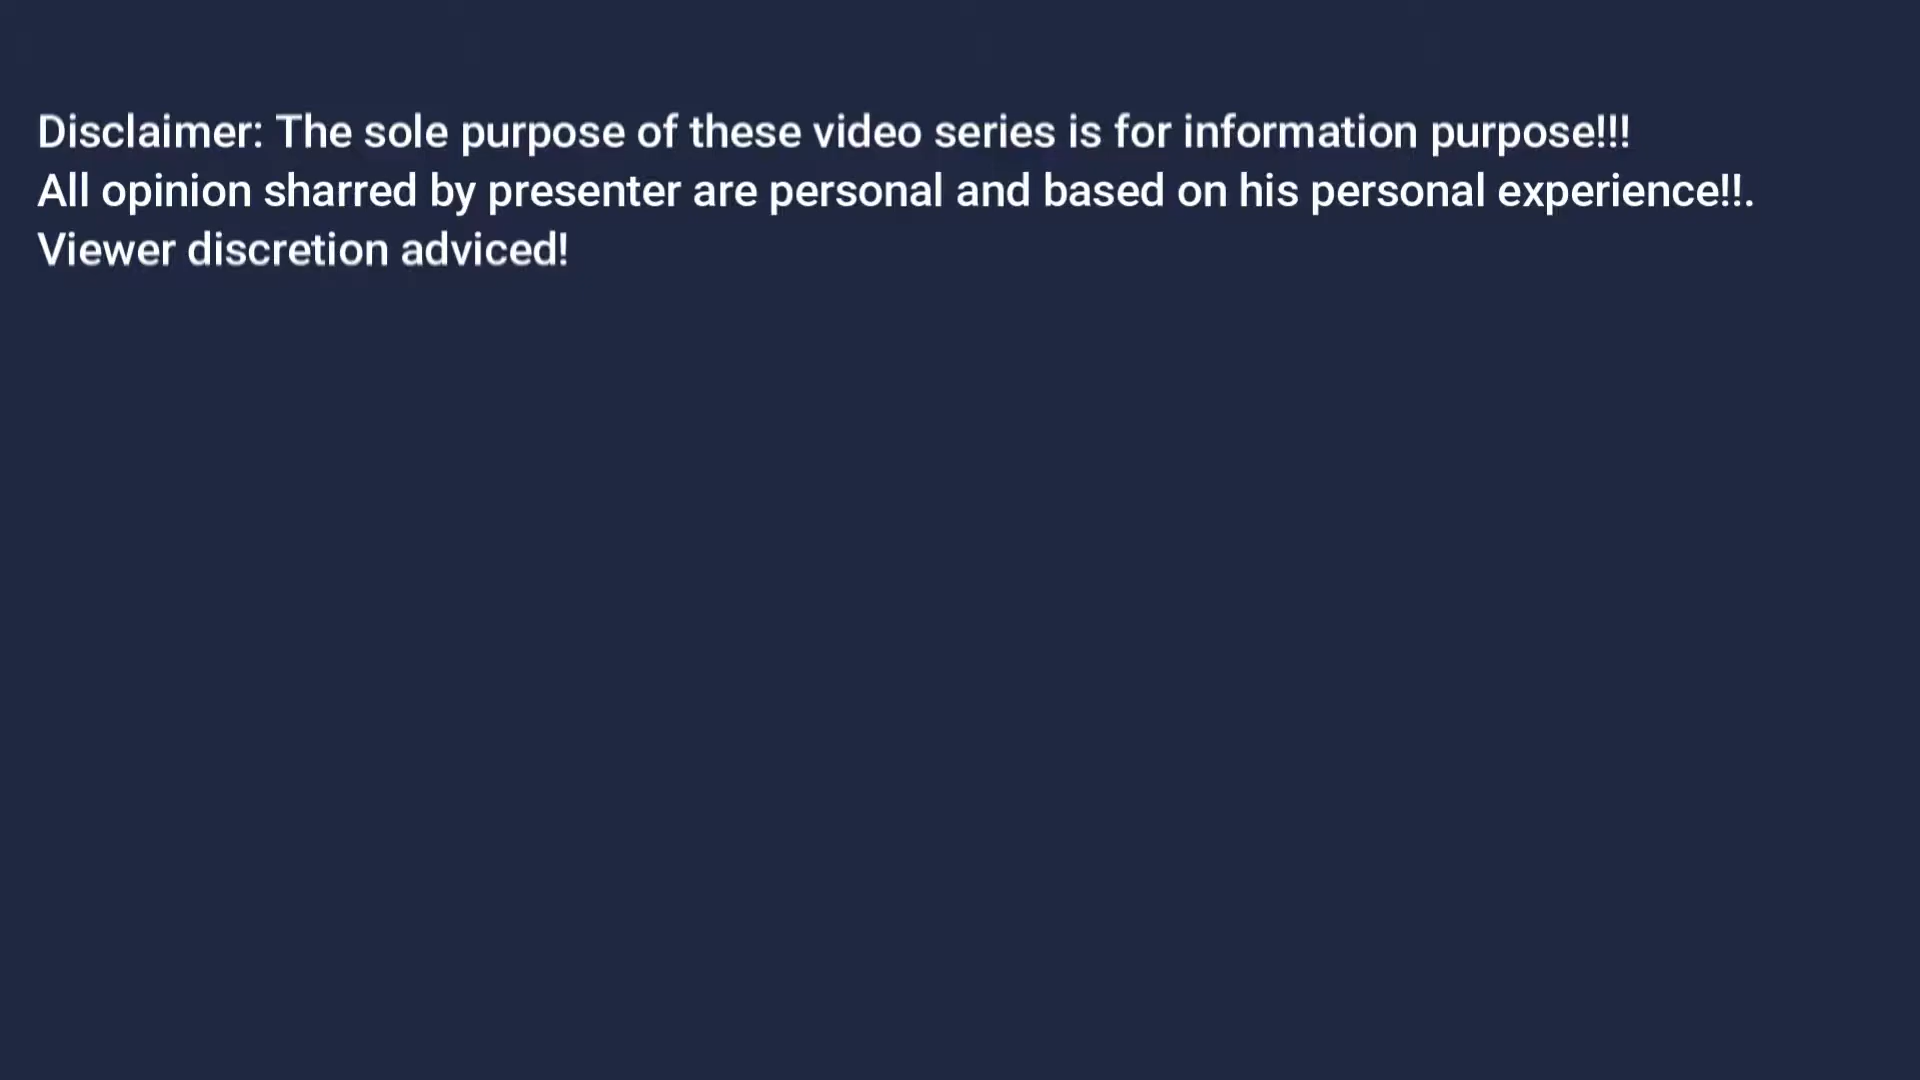 Disclaimer: The sole purpose of these video series is for information purpose!!!
All opinion sharred by presenter are personal and based on his personal experience!!.
Viewer discretion adviced!